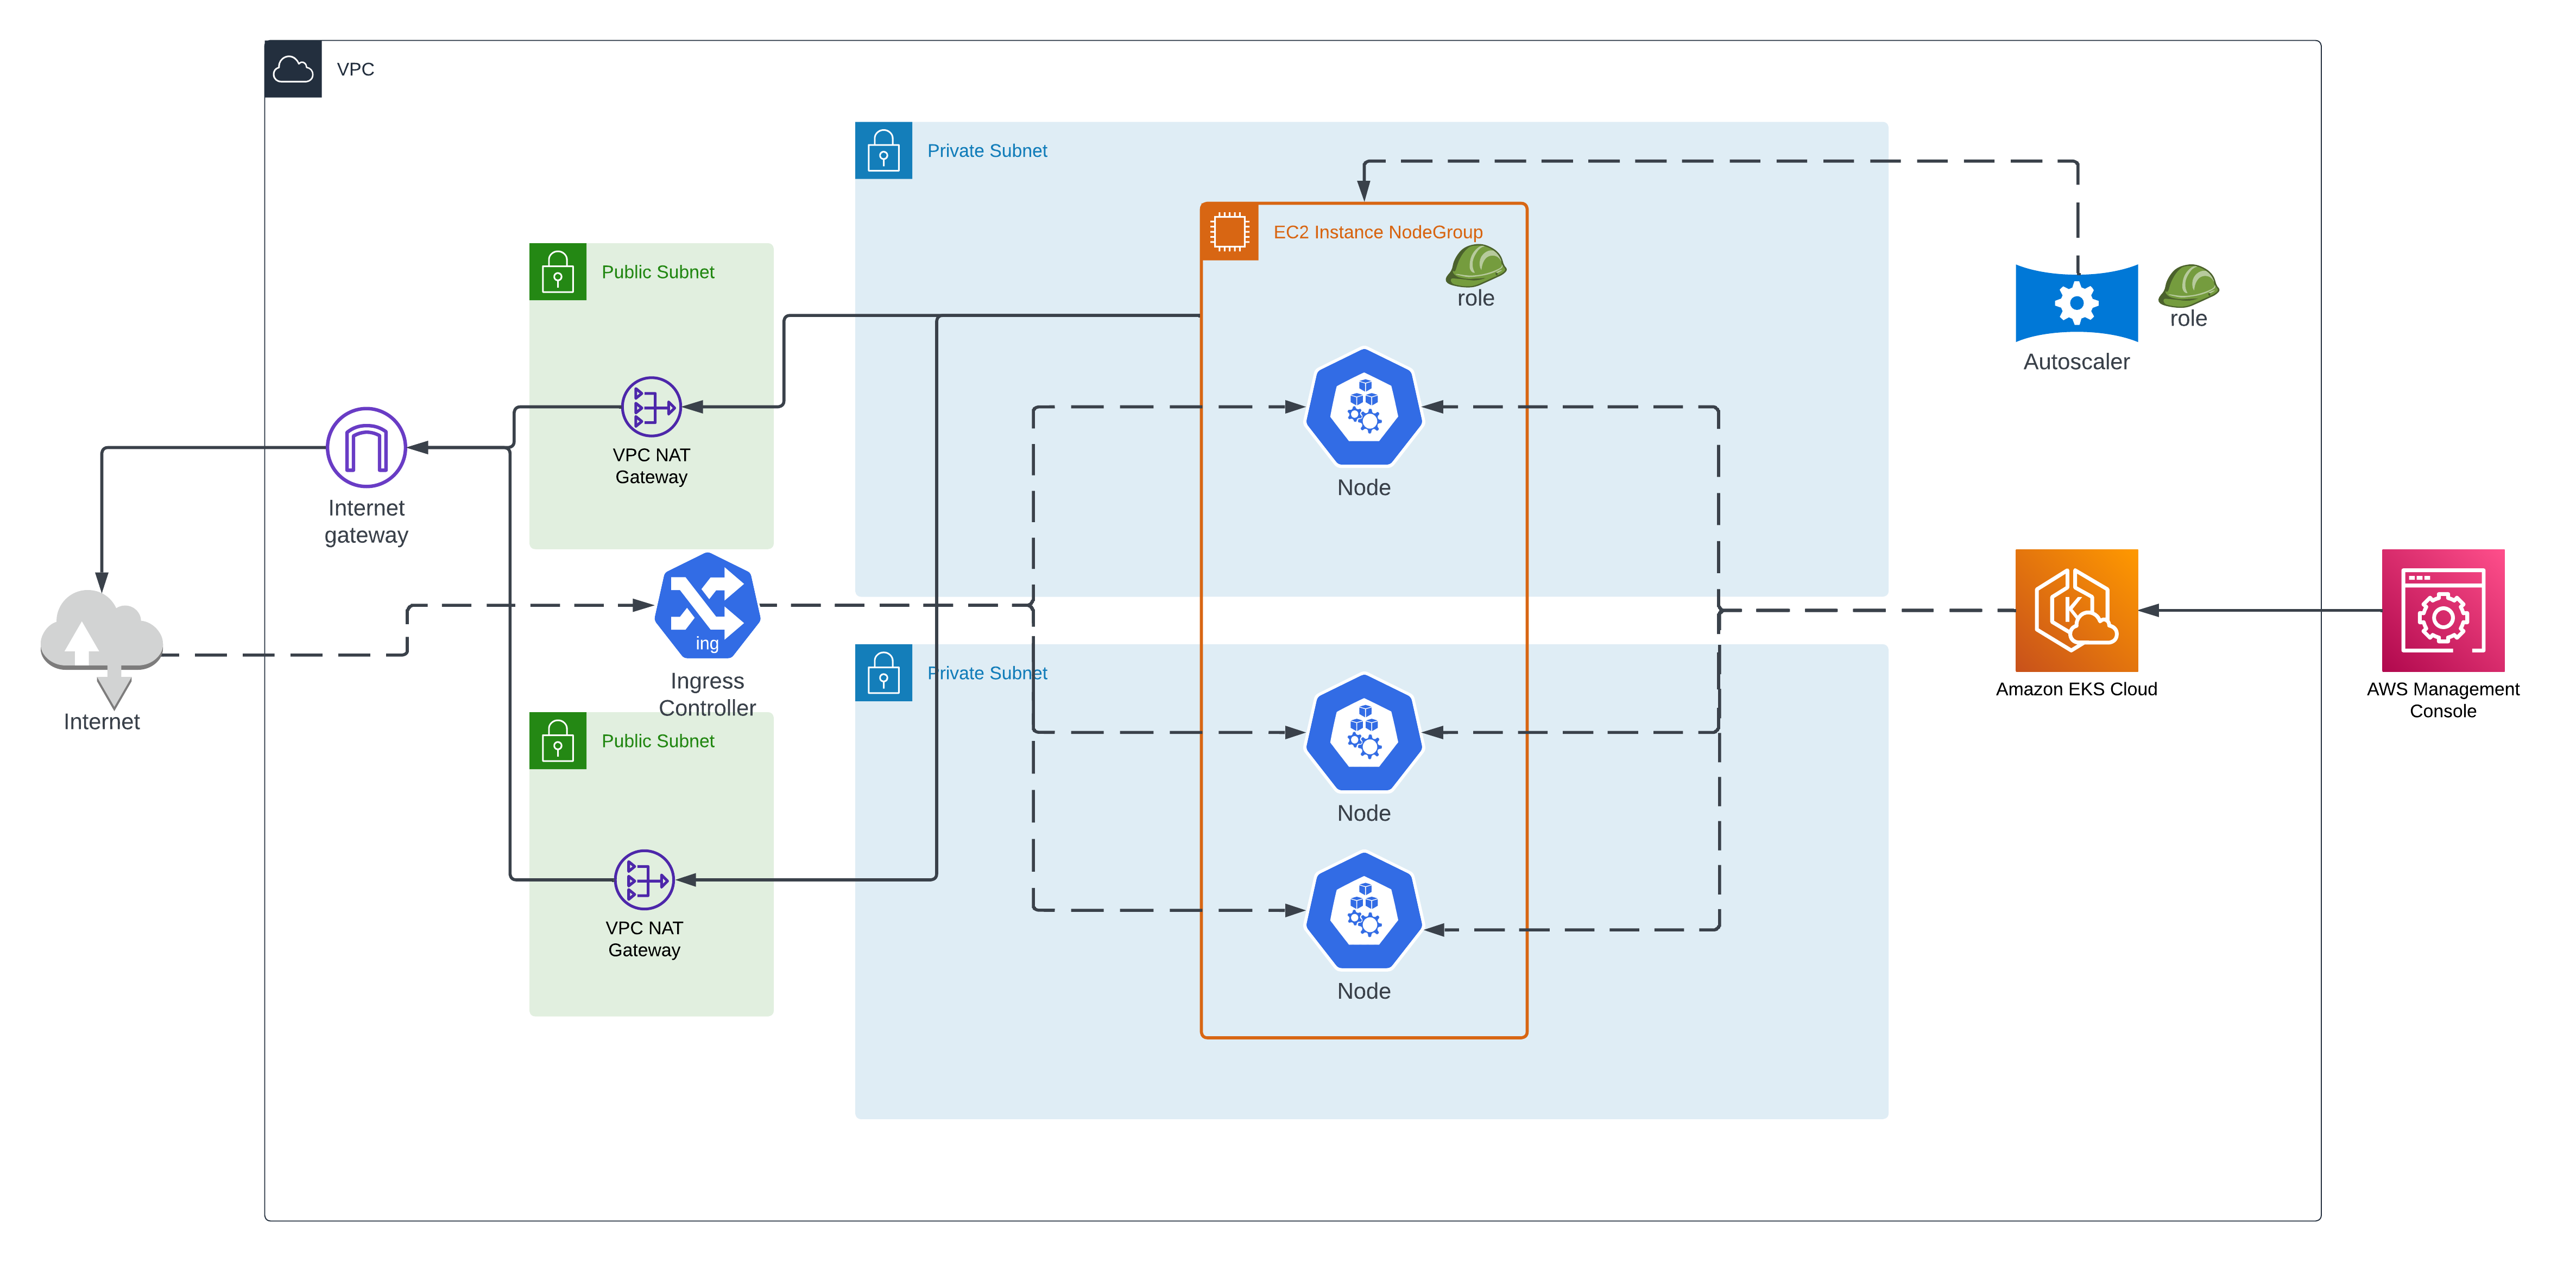 VPC
Private Subnet
EC2 Instance NodeGroup
role
Public Subnet
role
Autoscaler
VPC NAT
Gateway
Node
Internet
gateway
ing
Ingress
Controller
Private Subnet
Internet
Amazon EKS Cloud
AWS Management
Console
Public Subnet
Node
VPC NAT
Gateway
Node